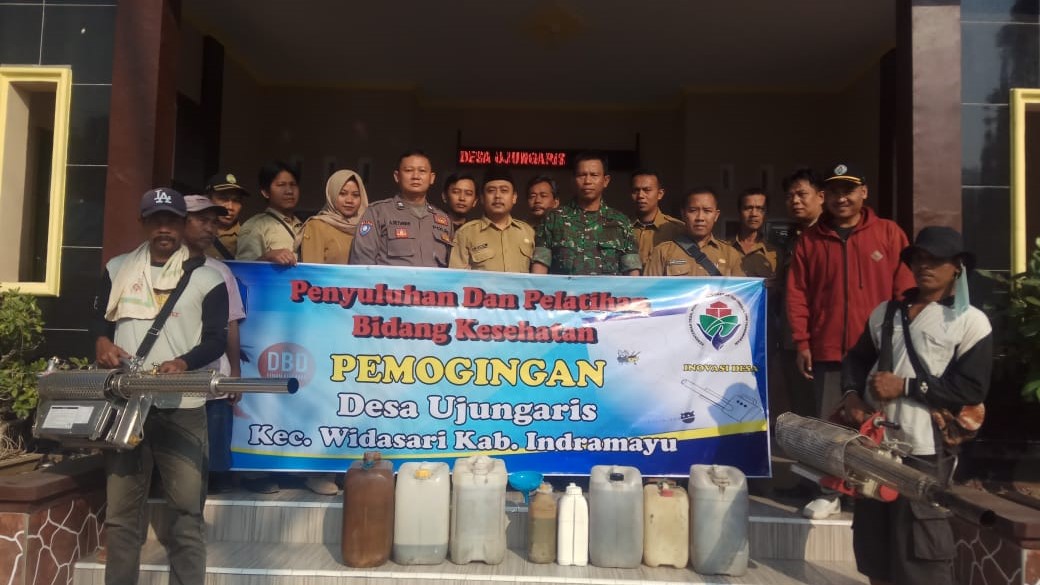 DESA UJUNGARIS
LA
Penyuluhan Dan Pelatihan
Bidang Kesehatan
DBD
PEMOGINGAN
INOVASI DESA
Desa Ujungaris
Kec. Widasari Kab. Indramayu